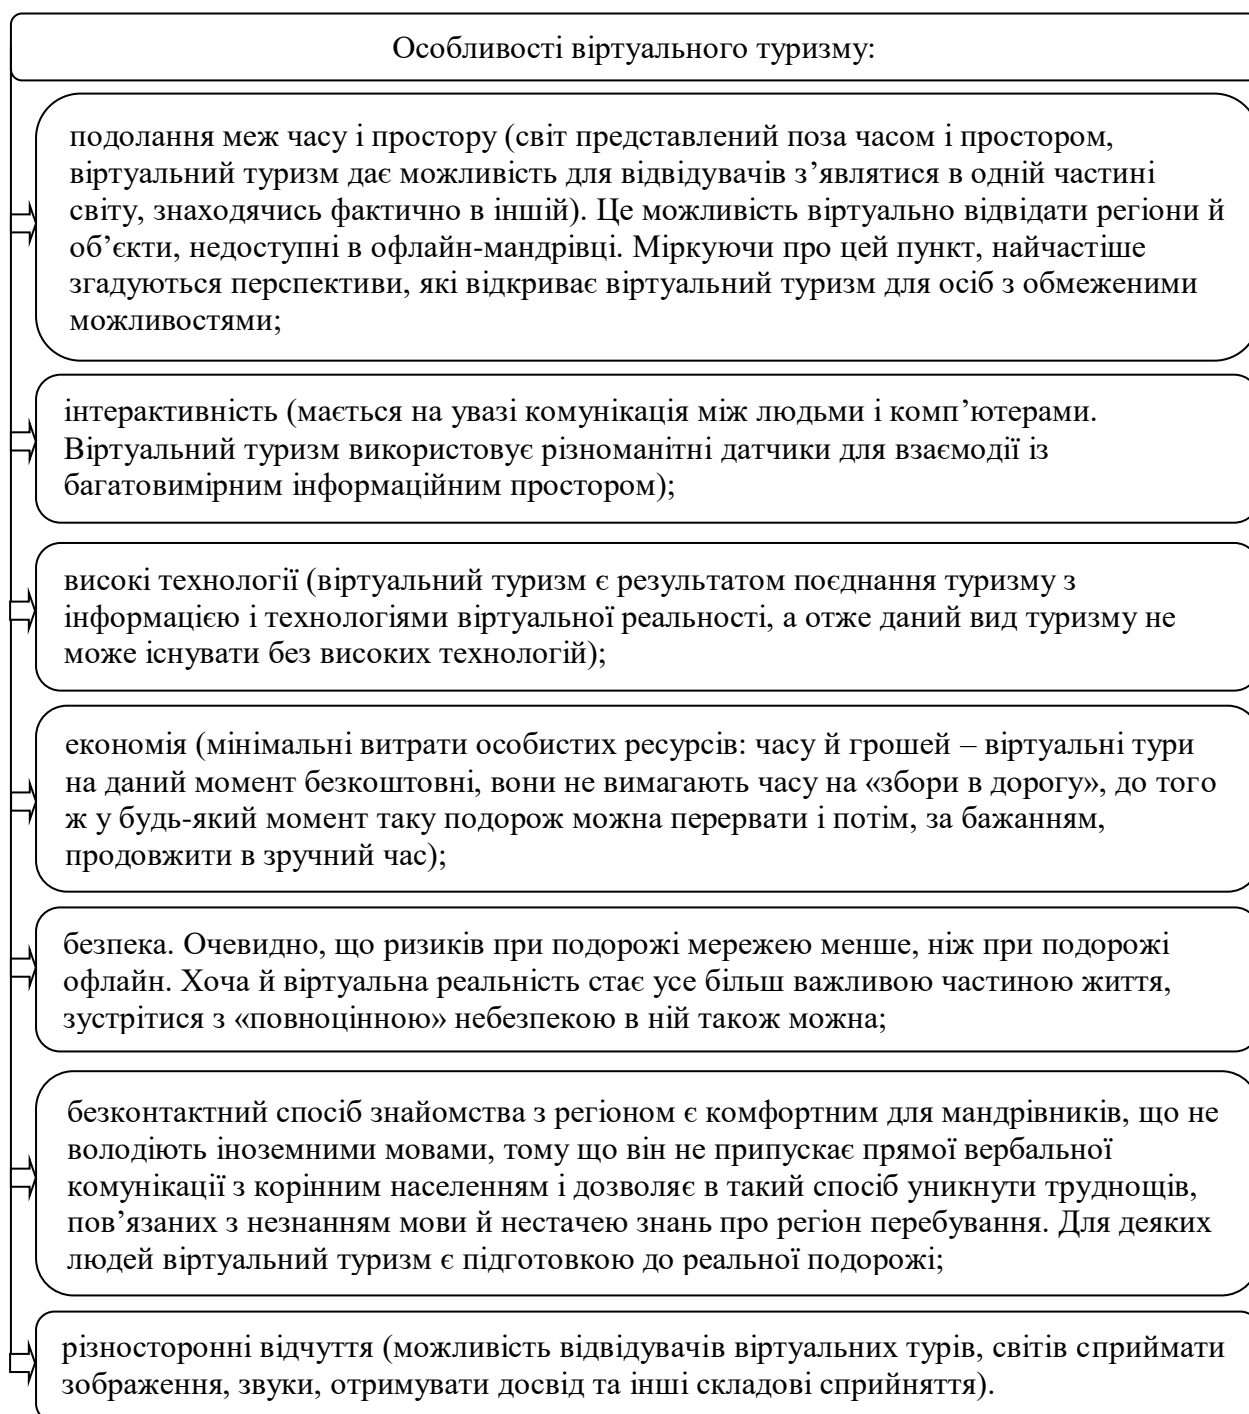 Особливості віртуального туризму:
подолання меж часу і простору (світ представлений поза часом і простором,
віртуальний туризм дає можливість для відвідувачів з’являтися в одній частині
світу, знаходячись фактично в іншій). Це можливість віртуально відвідати регіони й
об’єкти, недоступні в офлайн-мандрівці. Міркуючи про цей пункт, найчастіше
згадуються перспективи, які відкриває віртуальний туризм для осіб з обмеженими
можливостями;
інтерактивність (мається на увазі комунікація між людьми і комп’ютерами.
Віртуальний туризм використовує різноманітні датчики для взаємодії із
багатовимірним інформаційним простором);
високі технології (віртуальний туризм є результатом поєднання туризму з
інформацією і технологіями віртуальної реальності, а отже даний вид туризму не
може існувати без високих технологій);
економія (мінімальні витрати особистих ресурсів: часу й грошей – віртуальні тури
на даний момент безкоштовні, вони не вимагають часу на «збори в дорогу», до того
ж у будь-який момент таку подорож можна перервати і потім, за бажанням,
продовжити в зручний час);
безпека. Очевидно, що ризиків при подорожі мережею менше, ніж при подорожі
офлайн. Хоча й віртуальна реальність стає усе більш важливою частиною життя,
зустрітися з «повноцінною» небезпекою в ній також можна;
безконтактний спосіб знайомства з регіоном є комфортним для мандрівників, що не
володіють іноземними мовами, тому що він не припускає прямої вербальної
комунікації з корінним населенням і дозволяє в такий спосіб уникнути труднощів,
пов’язаних з незнанням мови й нестачею знань про регіон перебування. Для деяких
людей віртуальний туризм є підготовкою до реальної подорожі;
різносторонні відчуття (можливість відвідувачів віртуальних турів, світів сприймати
зображення, звуки, отримувати досвід та інші складові сприйняття).